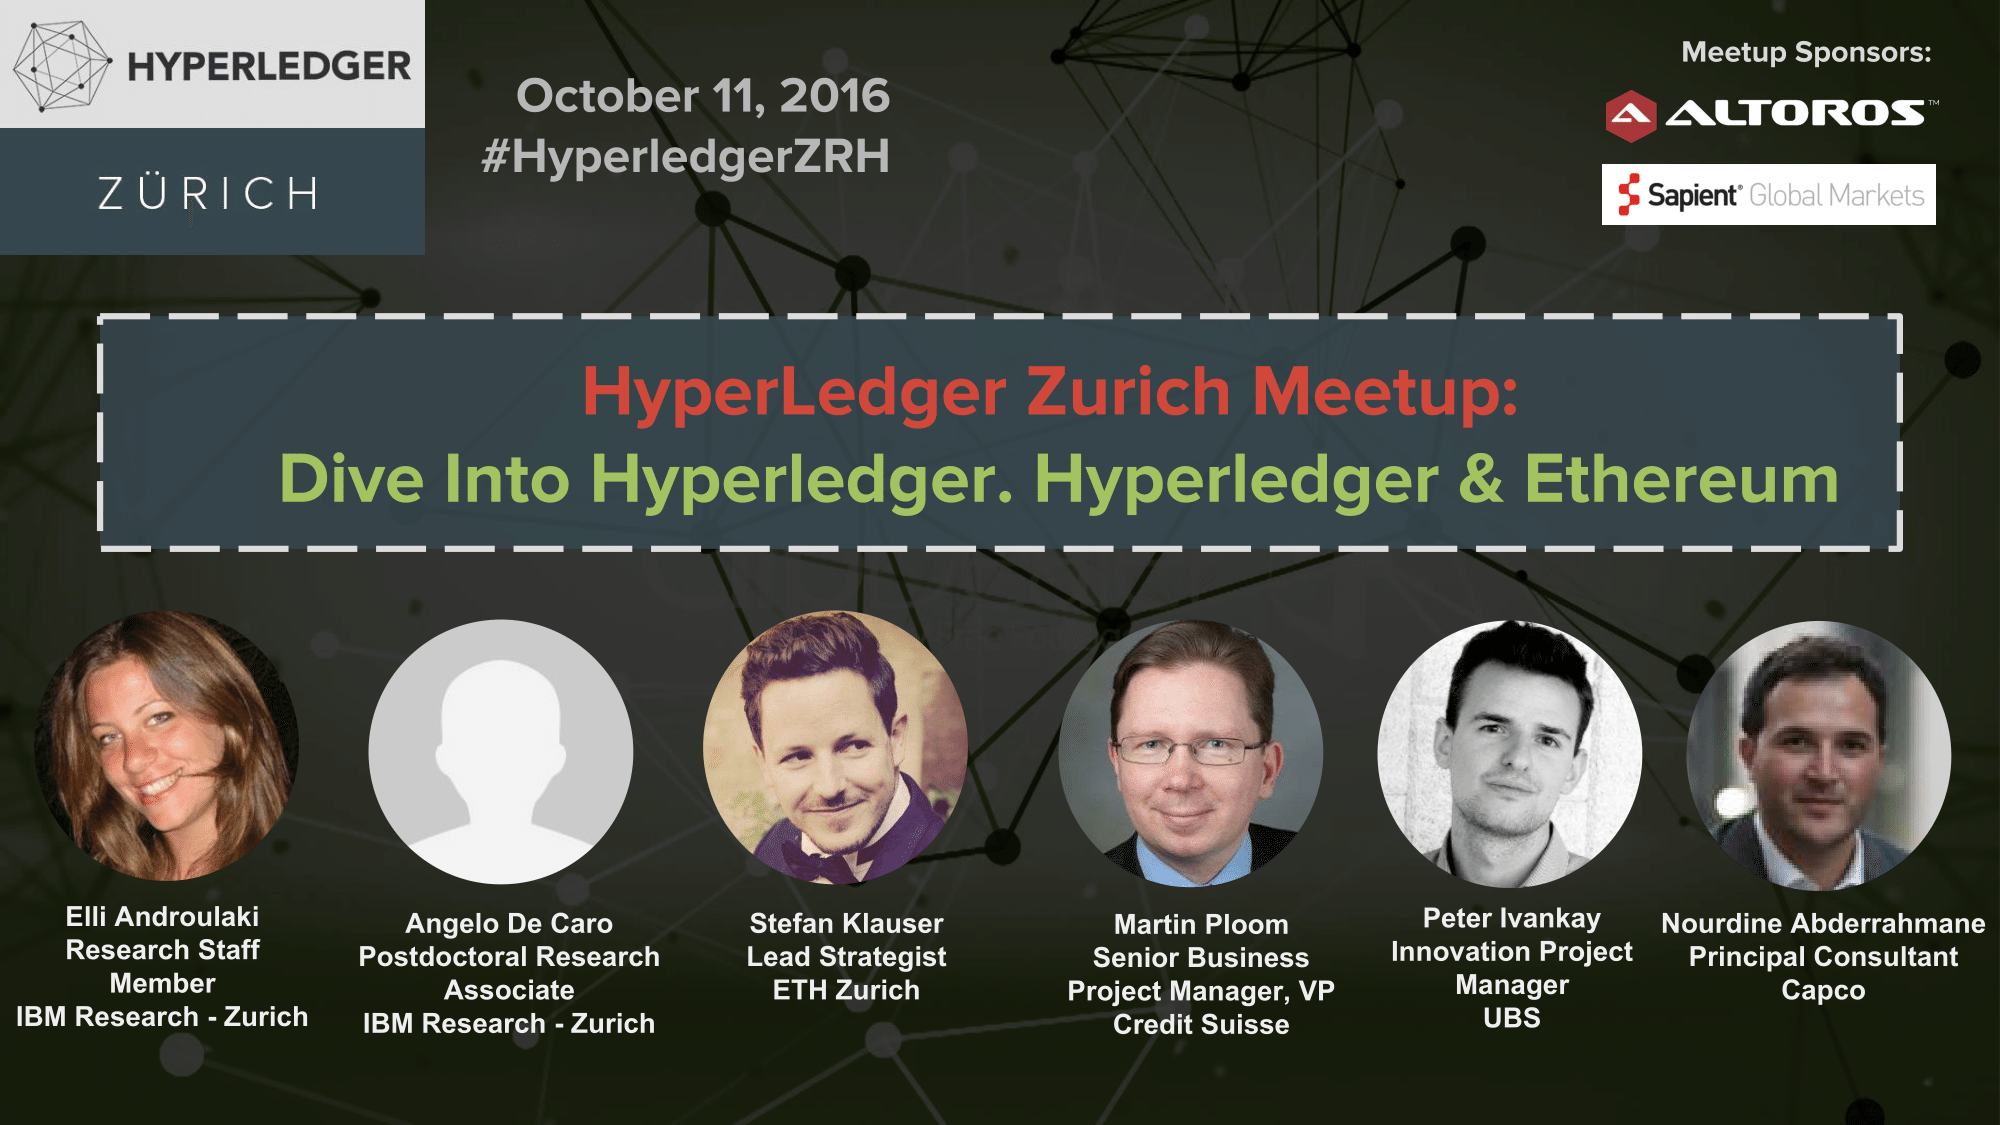 HYPERLEDGER
ZÜRICH
October 11, 2016
#HyperledgerZRH
Meetup Sponsors:
ALTOROS™
Sapient® Global Markets
HyperLedger Zurich Meetup:
Dive Into Hyperledger. Hyperledger & Ethereum
Elli Androulaki
Research Staff
Member
IBM Research - Zurich
Angelo De Caro
Postdoctoral Research
Associate
IBM Research - Zurich
Stefan Klauser
Lead Strategist
ETH Zurich
Martin Ploom
Senior Business
Project Manager, VP
Credit Suisse
Peter Ivankay
Innovation Project
Manager
UBS
Nourdine Abderrahmane
Principal Consultant
Capco